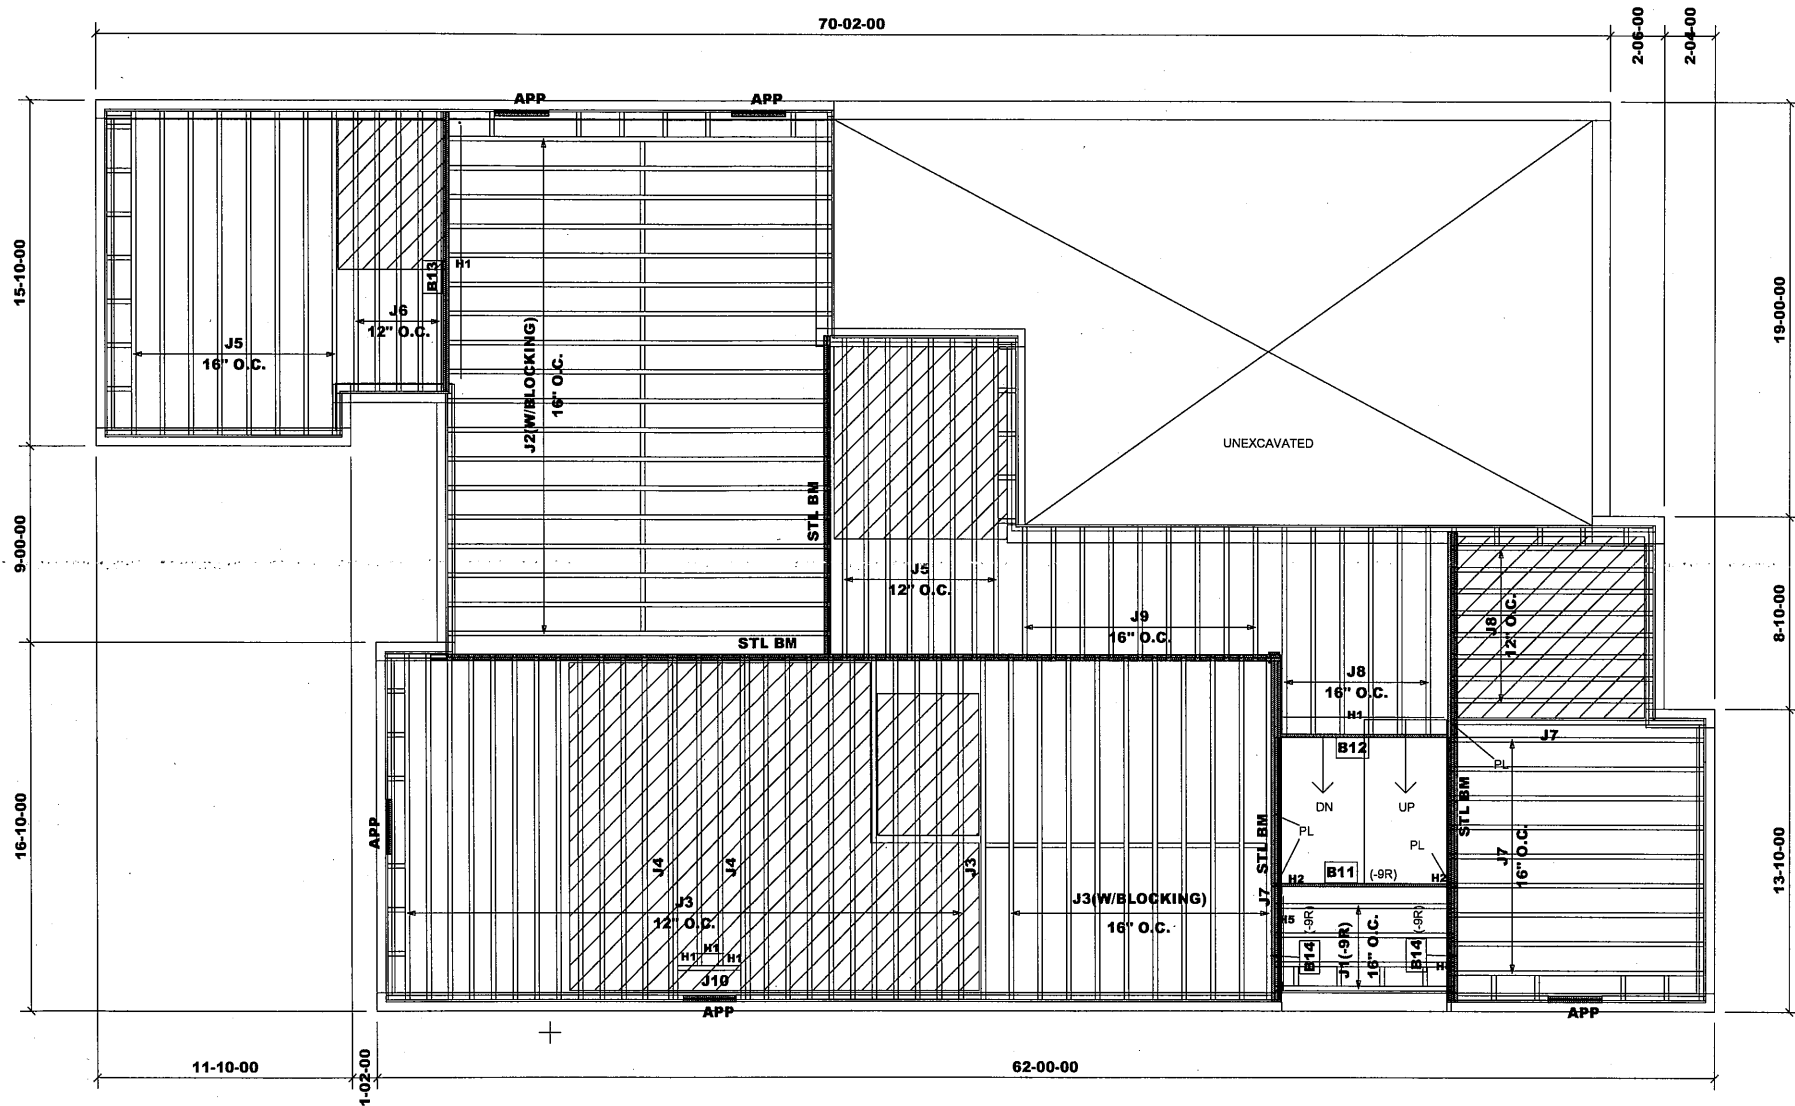 70-02-00
2-06-00
2-04-00
APP
APP
15-10-00
19-00-00
H1
B13
J6
12" O.C.
J5
16" O.C.
J2(W/BLOCKING)
16" O.C.
UNEXCAVATED
STL BM
9-00-00
J5
12" O.C.
J9
16" O.C.
J8
12" O.C.
8-10-00
STL BM
J8
16" O.C.
H1
B12
J7
PL
DN
UP
STL BM
PL
PL
16-10-00
APP
J4
J4
J3
J3
12" O.C.
J3(W/BLOCKING)
16" O.C.
J7 STL BM
B11
(-9R)
H2
H2
J7
16" O.C.
13-10-00
H5
(-9R)
B14
J1(-9R)
16" O.C.
(-9R)
B14
H1
H1
H1
J10
APP
APP
11-10-00
1-02-00
62-00-00